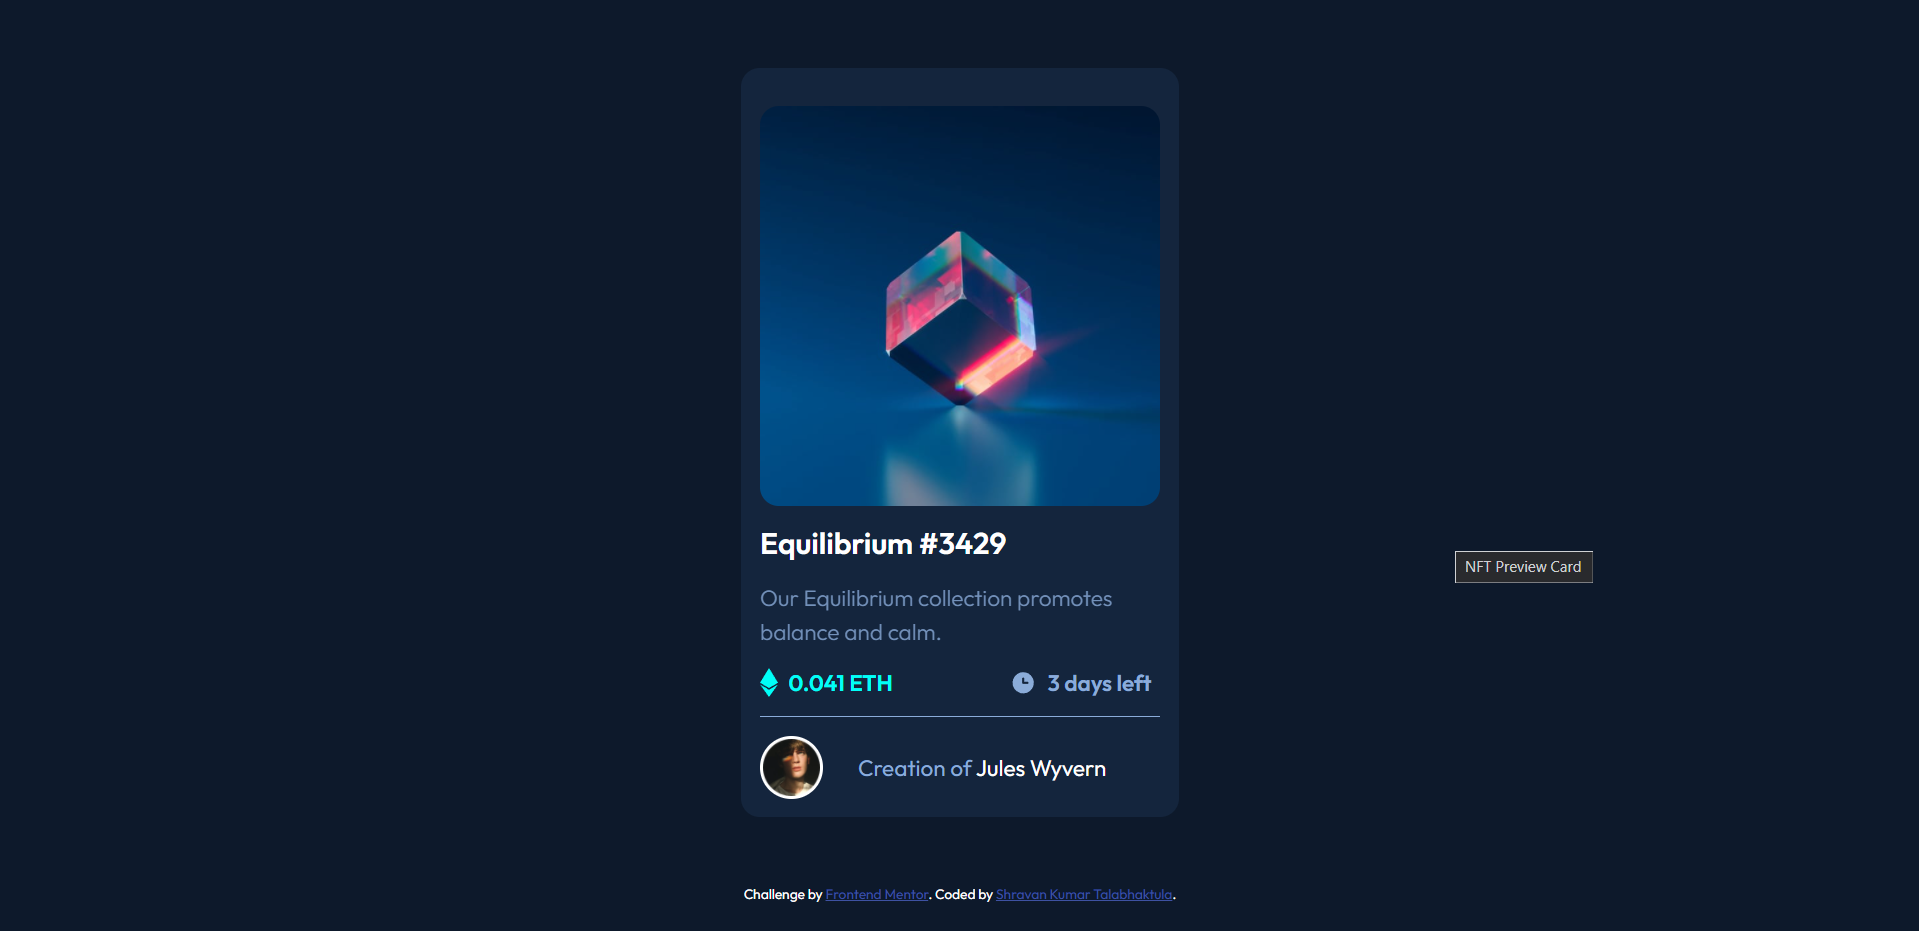 Equilibrium #3429
Our Equilibrium collection promotes
balance and calm.
0.041 ETH
3 days left
Creation of Jules Wyvern
NFT Preview Card
Challenge by Frontend Mentor. Coded by Shravan Kumar Talabhaktula.